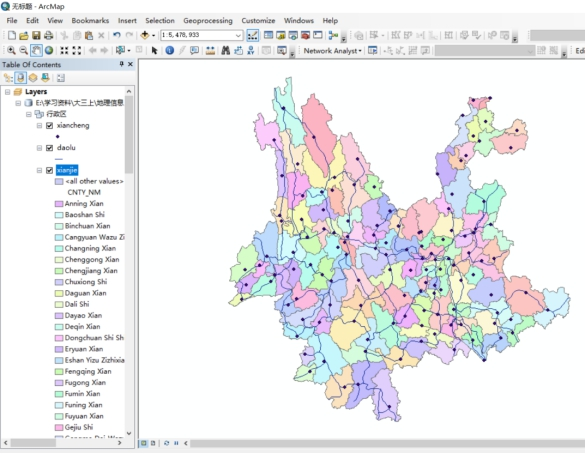 无标题 - ArcMap
File Edit View Bookmarks Insert Selection Geoprocessing Customize Windows Help
1:5,478,933
Network Analyst
Edi
Table Of Contents
Layers
E:\学习资料\大三上\地理信息
行政区
xiancheng
daolu
xianjie
<all other values>
CNTY_NM
Anning Xian
Baoshan Shi
Binchuan Xian
Cangyuan Wazu Zi
Changning Xian
Chenggong Xian
Chengjiang Xian
Chuxiong Shi
Daguan Xian
Dali Shi
Dayao Xian
Deqin Xian
Dongchuan Shi Sh
Eryuan Xian
Eshan Yizu Zizhixia
Fengqing Xian
Fugong Xian
Fumin Xian
Funing Xian
Fuyuan Xian
Gejiu Shi